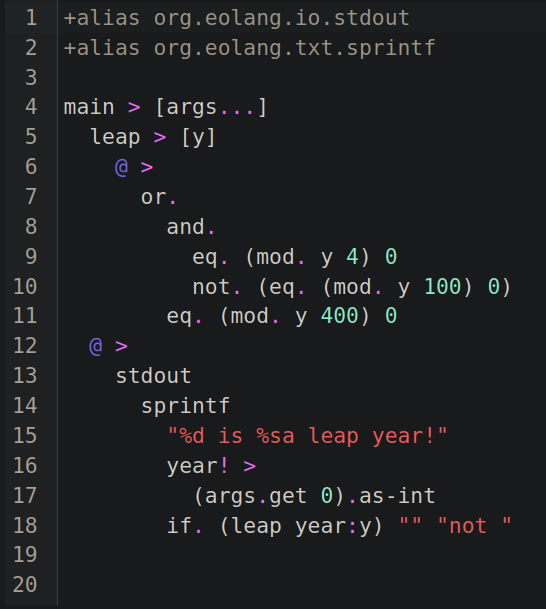 1 +alias org.eolang.io.stdout
2 +alias org.eolang.txt.sprintf
3
4 main > [args...]
5   leap > [y]
6     @ >
7       or.
8         and.
9           eq. (mod. y 4) 0
10           not. (eq. (mod. y 100) 0)
11         eq. (mod. y 400) 0
12   @ >
13     stdout
14       sprintf
15         "%d is %sa leap year!"
16         year! >
17           (args.get 0).as-int
18         if. (leap year:y) "" "not "
19
20